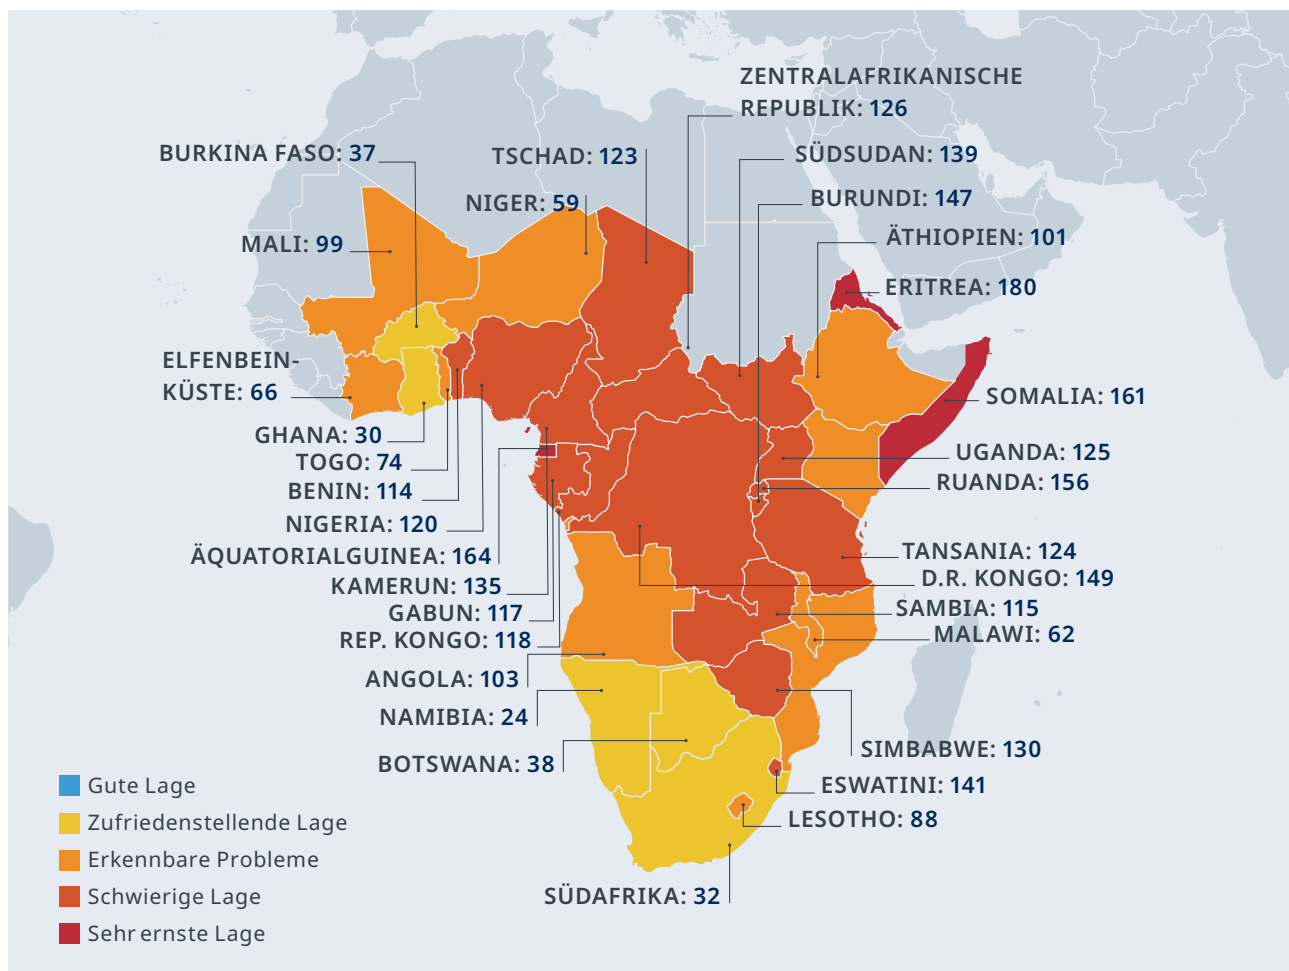 ZENTRALAFRIKANISCHE
REPUBLIK: 126
BURKINA FASO: 37
TSCHAD: 123
SÜDSUDAN: 139
NIGER: 59
BURUNDI: 147
MALI: 99
ÄTHIOPIEN: 101
ERITREA: 180
ELFENBEIN-
KÜSTE: 66
SOMALIA: 161
GHANA: 30
TOGO: 74
UGANDA: 125
BENIN: 114
RUANDA: 156
NIGERIA: 120
ÄQUATORIALGUINEA: 164
TANSANIA: 124
KAMERUN: 135
D.R. KONGO: 149
GABUN: 117
SAMBIA: 115
REP. KONGO: 118
MALAWI: 62
ANGOLA: 103
NAMIBIA: 24
BOTSWANA: 38
SIMBABWE: 130
ESWATINI: 141
LESOTHO: 88
SÜDAFRIKA: 32
Gute Lage
Zufriedenstellende Lage
Erkennbare Probleme
Schwierige Lage
Sehr ernste Lage